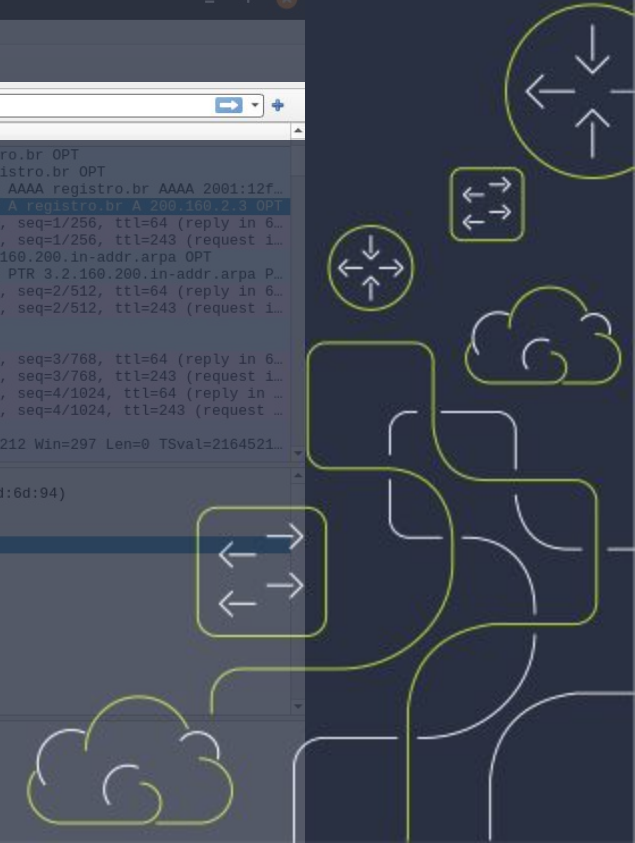 ro.br OPT
istro.br OPT
AAAA registro.br AAAA 2001:12f…
A registro.br A 200.160.2.3 OPT
, seq=1/256, ttl=64 (reply in 6…
, seq=1/256, ttl=243 (request i…
160.200.in-addr.arpa OPT
PTR 3.2.160.200.in-addr.arpa P…
, seq=2/512, ttl=64 (reply in 6…
, seq=2/512, ttl=243 (request i…
, seq=3/768, ttl=64 (reply in 6…
, seq=3/768, ttl=243 (request i…
, seq=4/1024, ttl=64 (reply in …
, seq=4/1024, ttl=243 (request …
212 Win=297 Len=0 TSval=2164521…
d:6d:94)